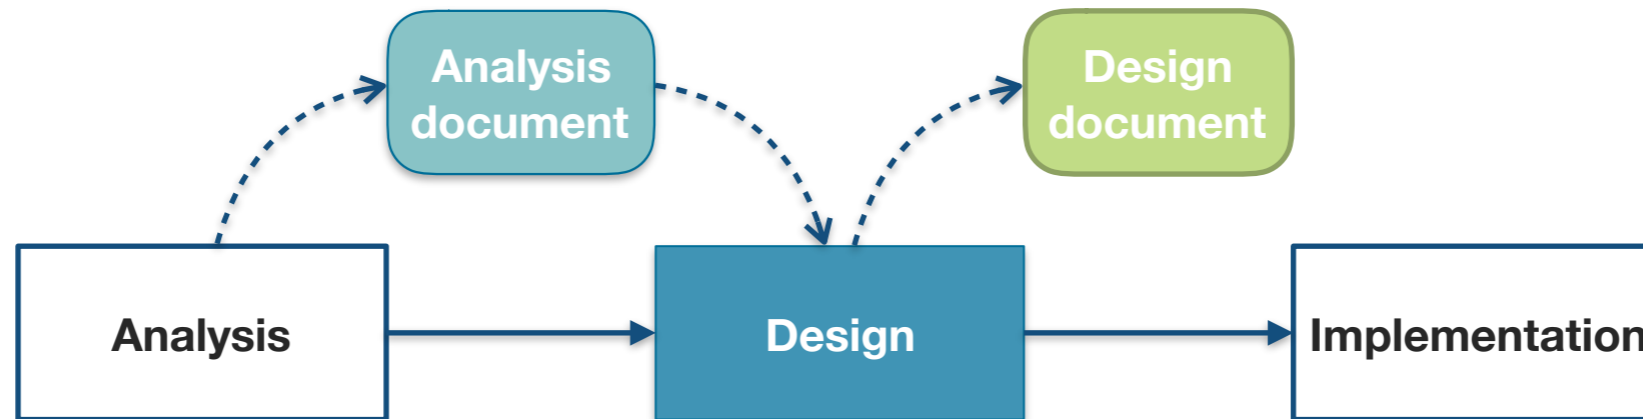 Analysis
document
Design
document
Analysis
Design
Implementation